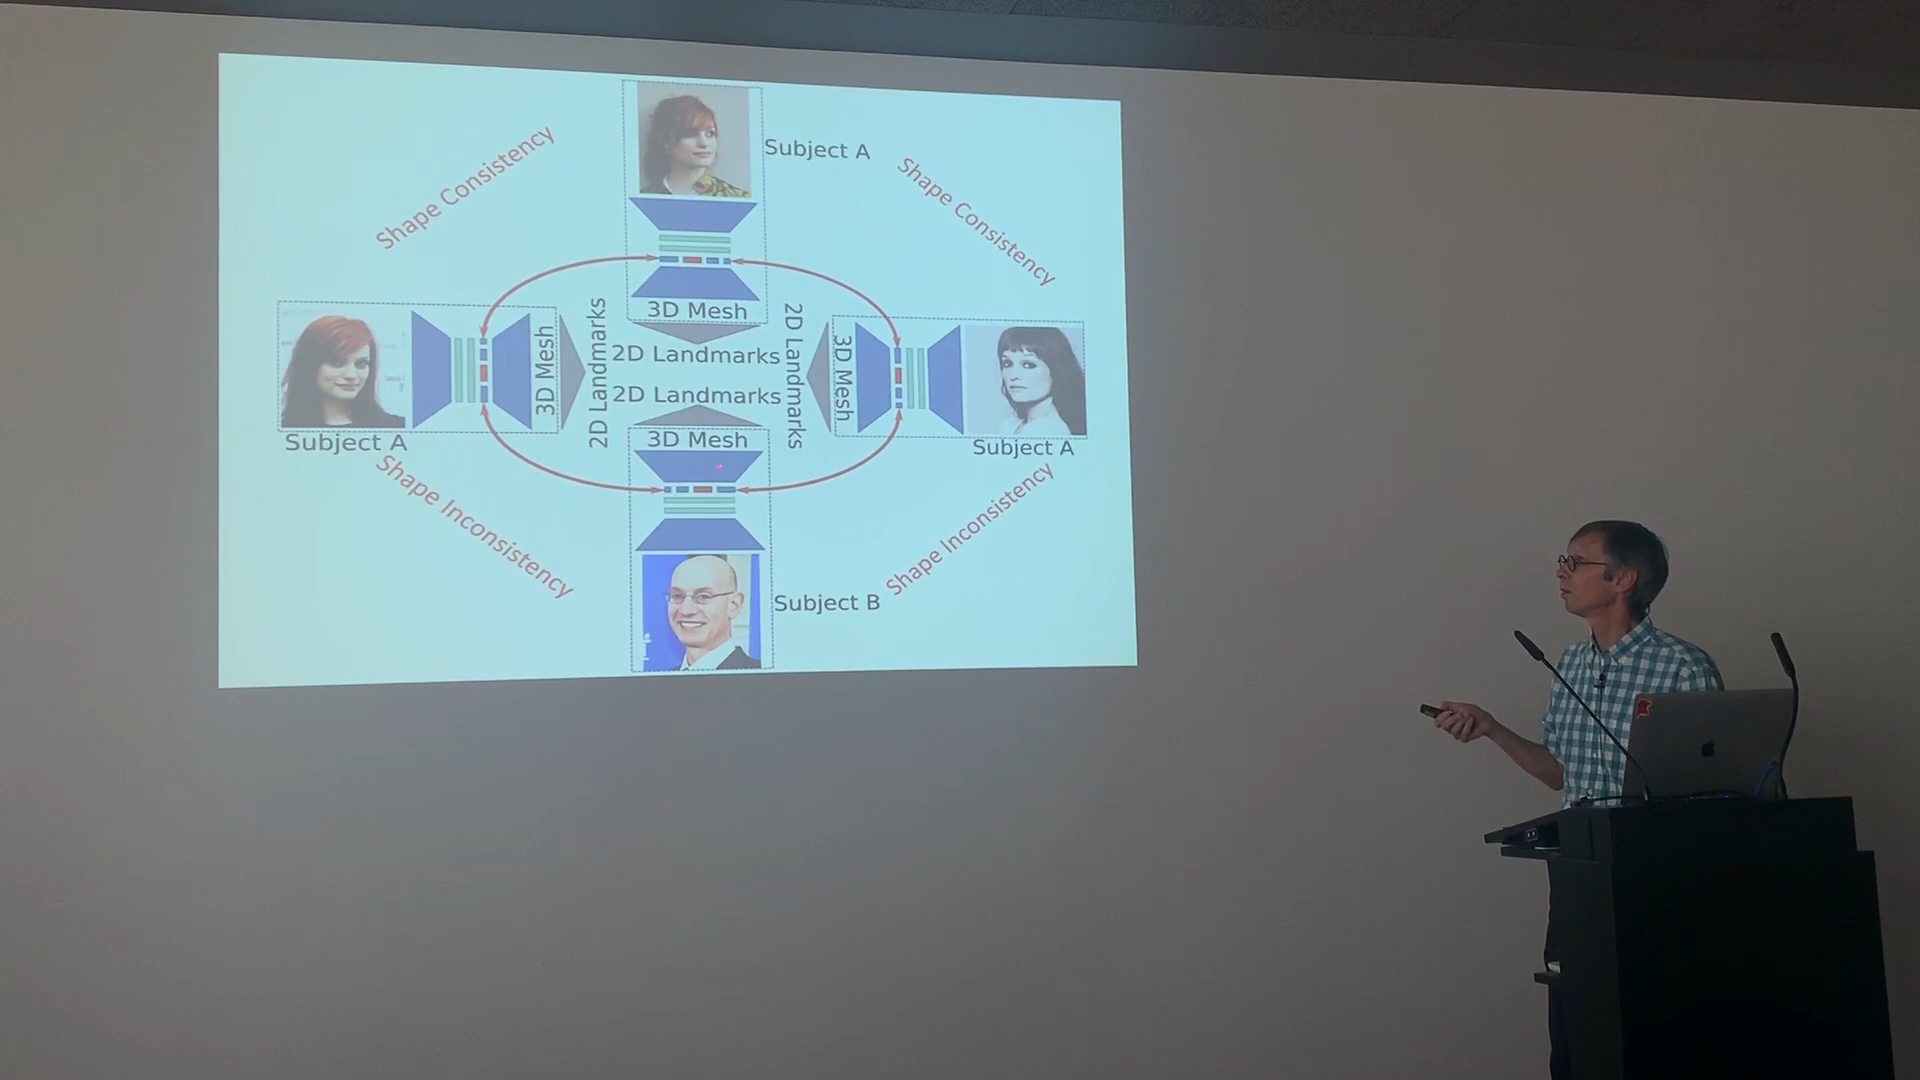 Subject A
Shape Consistency
Shape Consistency
3D Mesh
2D Landmarks
2D Landmarks
3D Mesh
2D Landmarks
2D Landmarks
3D Mesh
Subject A
3D Mesh
Subject A
Shape Inconsistency
Shape Inconsistency
Subject B